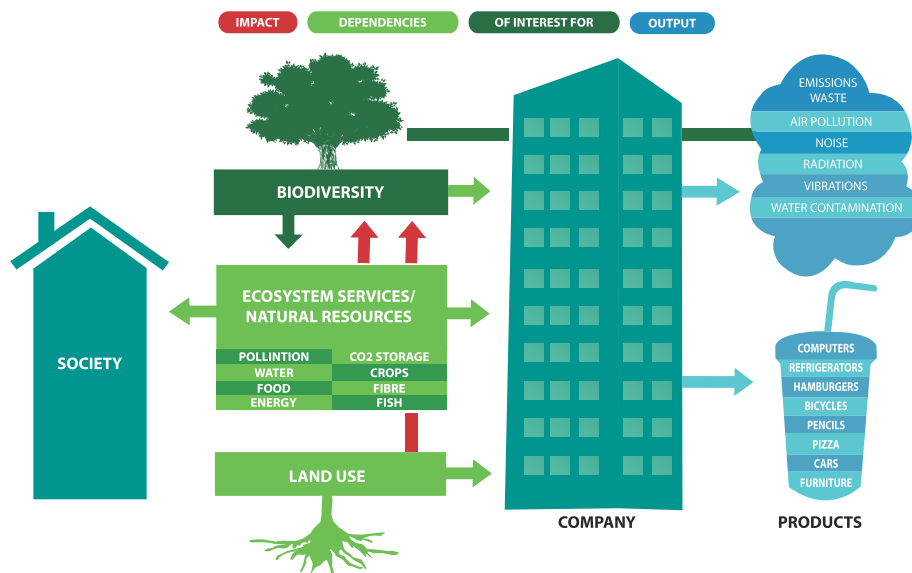 IMPACT
DEPENDENCIES
OF INTEREST FOR
OUTPUT
BIODIVERSITY
SOCIETY
ECOSYSTEM SERVICES/
NATURAL RESOURCES
POLLINTION
CO2 STORAGE
WATER
CROPS
FOOD
FIBRE
ENERGY
FISH
LAND USE
COMPANY
EMISSIONS
WASTE
AIR POLLUTION
NOISE
RADIATION
VIBRATIONS
WATER CONTAMINATION
COMPUTERS
REFRIGERATORS
HAMBURGERS
BICYCLES
PENCILS
PIZZA
CARS
FURNITURE
PRODUCTS